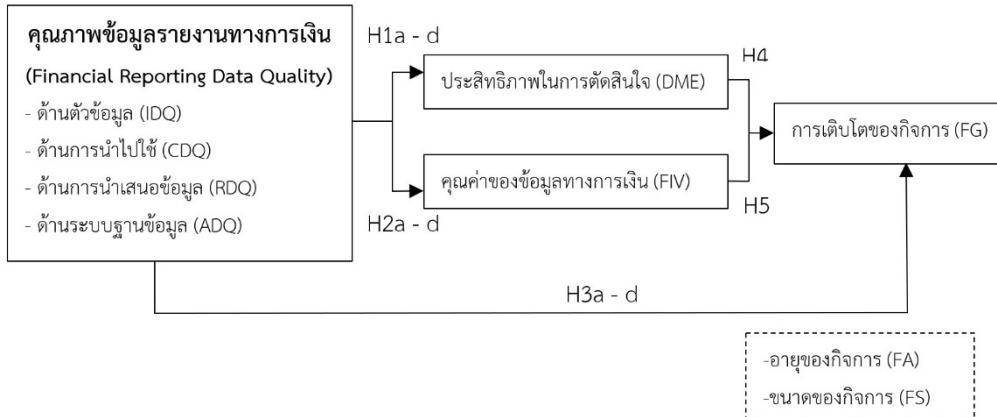 คุณภาพข้อมูลรายงานทางการเงิน
(Financial Reporting Data Quality)
- ด้านตัวข้อมูล (IDQ)
- ด้านการนำไปใช้ (CDQ)
- ด้านการนำเสนอข้อมูล (RDQ)
- ด้านระบบฐานข้อมูล (ADQ)
H1a - d
ประสิทธิภาพในการตัดสินใจ (DME)
H4
การเติบโตของกิจการ (FG)
คุณค่าของข้อมูลทางการเงิน (FIV)
H2a - d
H5
H3a - d
-อายุของกิจการ (FA)
-ขนาดของกิจการ (FS)